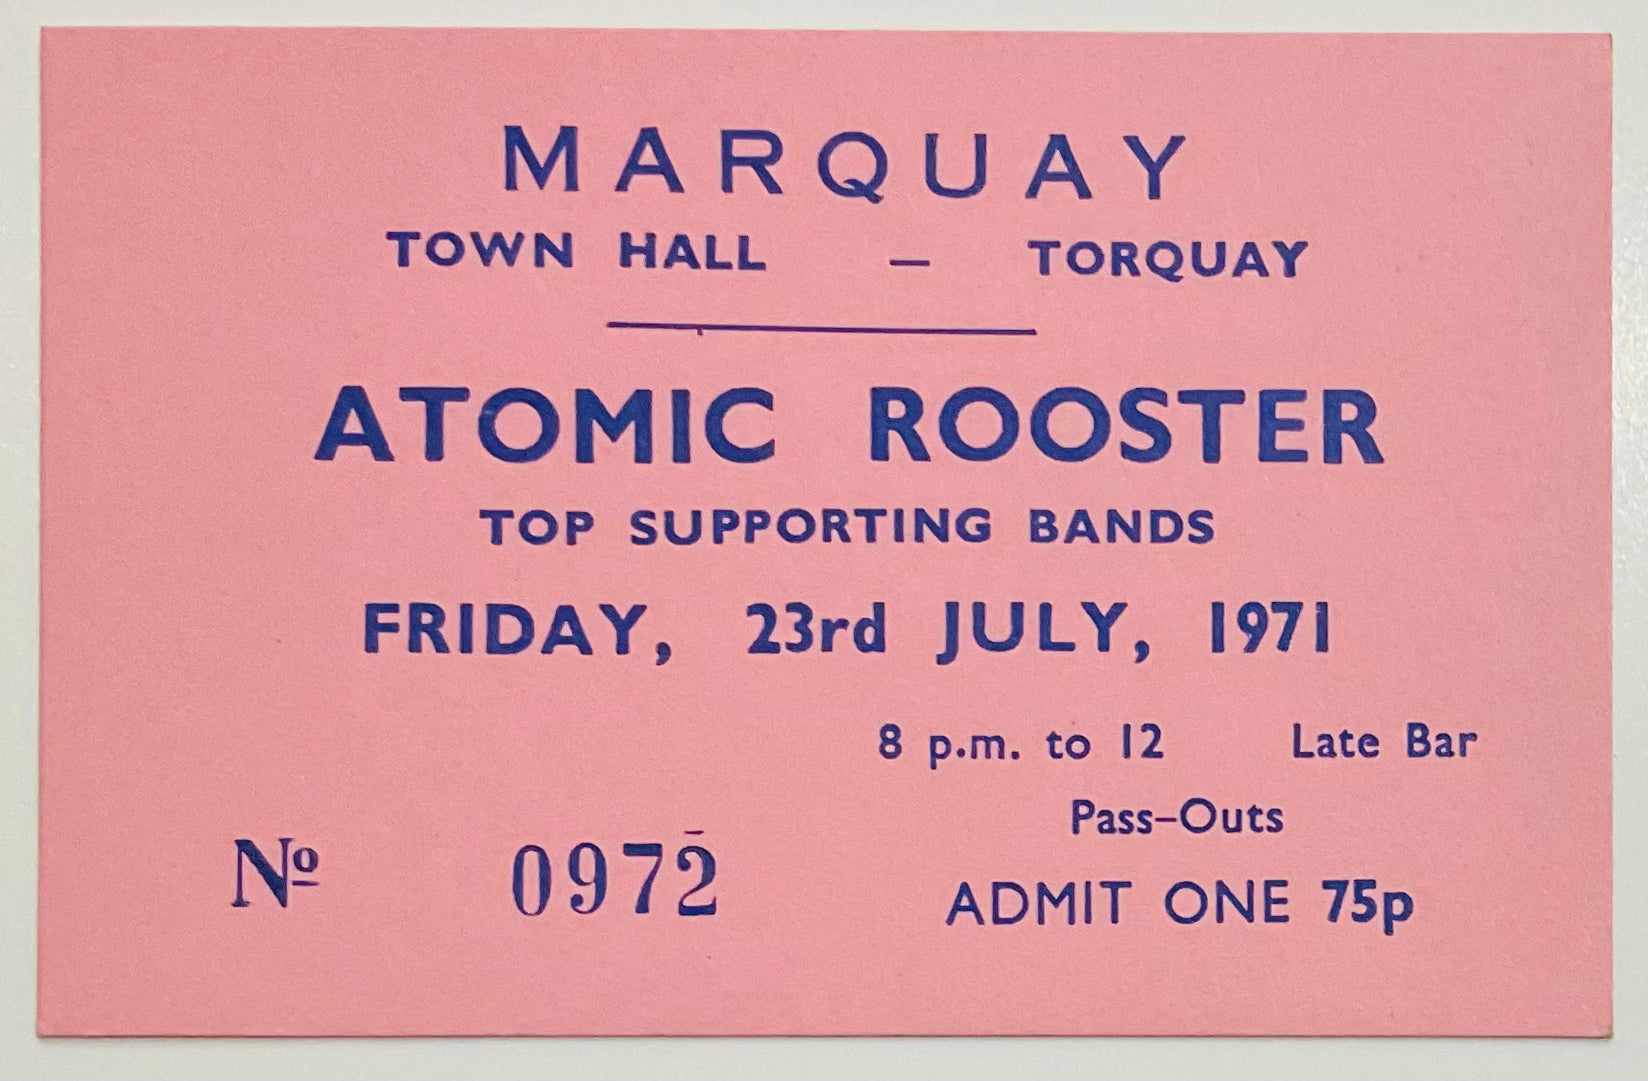 MARQUAY
TOWN HALL – TORQUAY
ATOMIC ROOSTER
TOP SUPPORTING BANDS
FRIDAY, 23rd JULY, 1971
8 p.m. to 12 Late Bar
Pass-Outs
Nº 0972
ADMIT ONE 75p